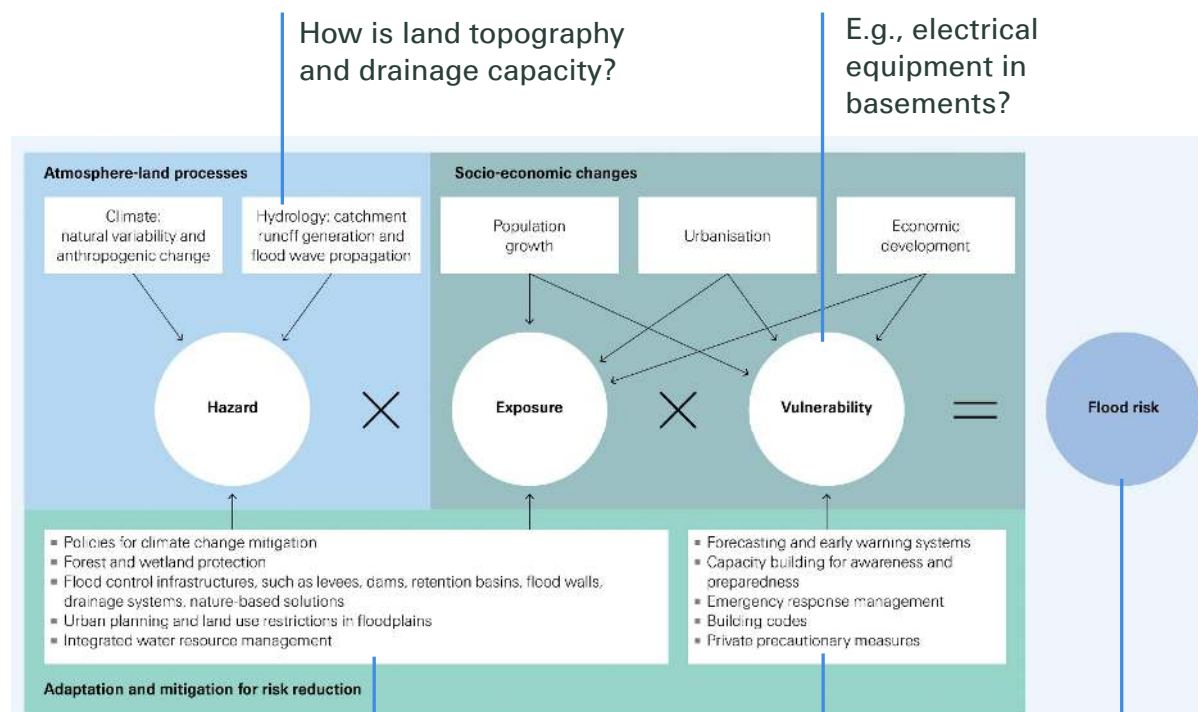 How is land topography
and drainage capacity?
E.g., electrical
equipment in
basements?
Atmosphere-land processes
Socio-economic changes
Climate:
natural variability and
anthropogenic change
Hydrology: catchment
runoff generation and
flood wave propagation
Population
growth
Urbanisation
Economic
development
Hazard
×
Exposure
×
Vulnerability
=
Flood risk
▪ Policies for climate change mitigation
▪ Forest and wetland protection
▪ Flood control infrastructures, such as levees, dams, retention basins, flood walls,
drainage systems, nature-based solutions
▪ Urban planning and land use restrictions in floodplains
▪ Integrated water resource management
▪ Forecasting and early warning systems
▪ Capacity building for awareness and
preparedness
▪ Emergency response management
▪ Building codes
▪ Private precautionary measures
Adaptation and mitigation for risk reduction